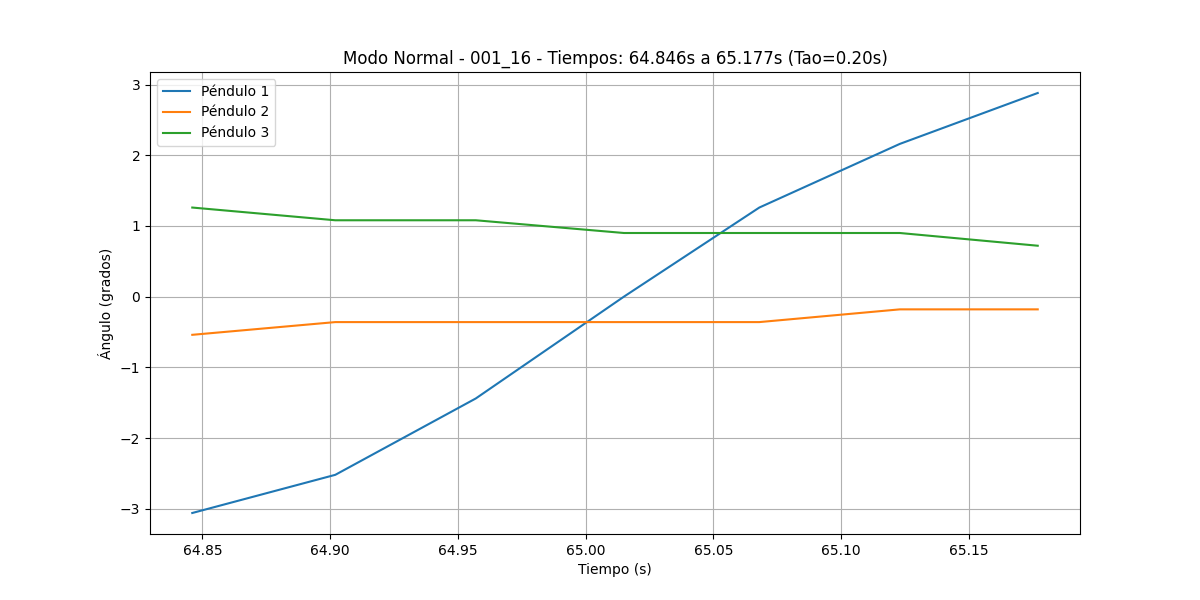 Modo Normal - 001_16 - Tiempos: 64.846s a 65.177s (Tao=0.20s)
Péndulo 1
Péndulo 2
Péndulo 3
Ángulo (grados)
3
2
1
0
−1
−2
−3
64.85 64.90 64.95 65.00 65.05 65.10 65.15
Tiempo (s)